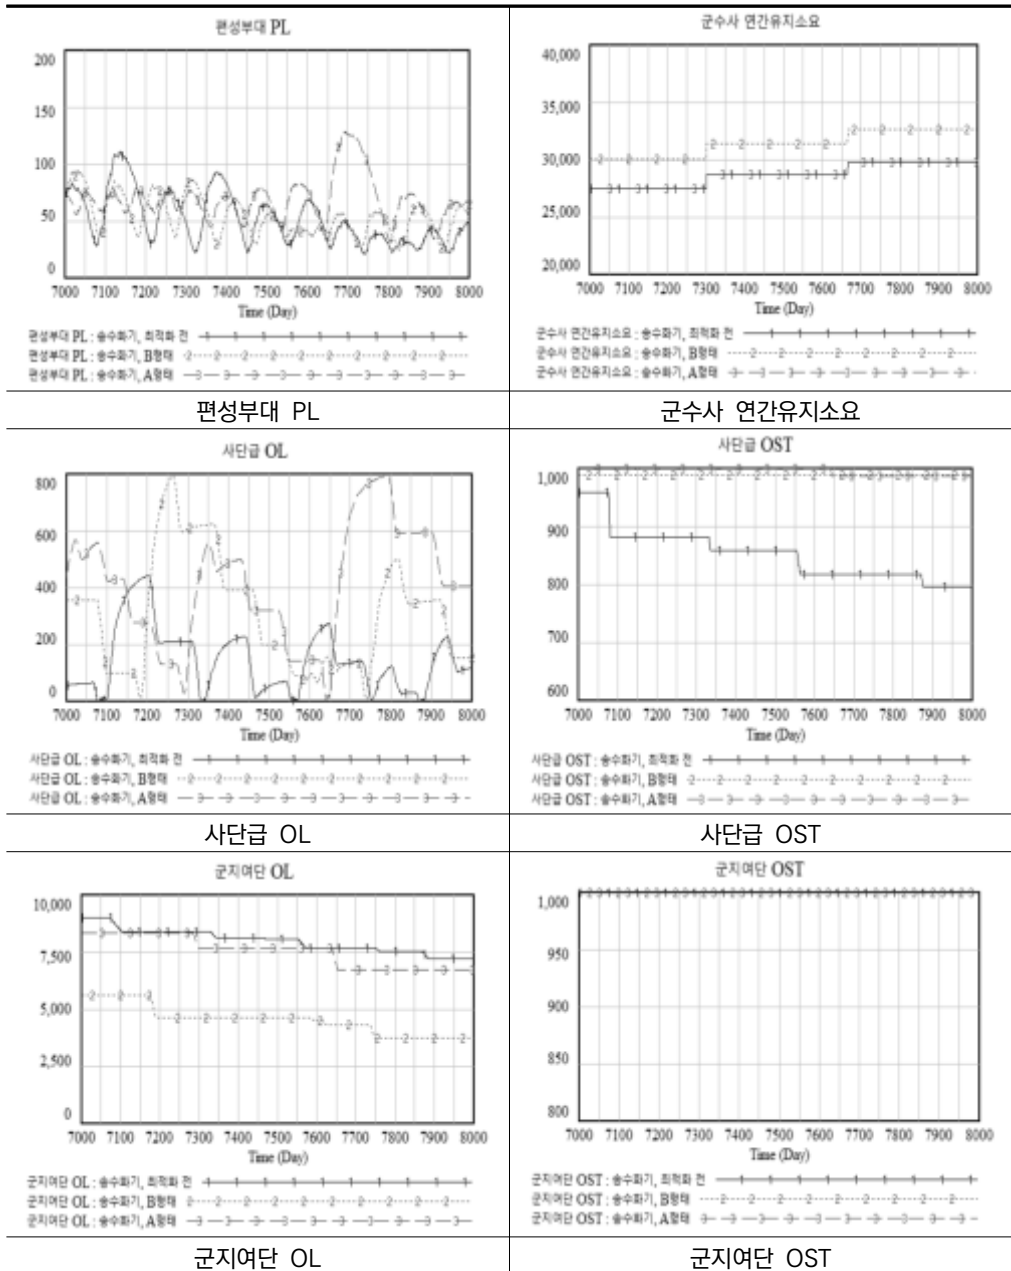 편성부대 PL
200
150
100
50
0
7000 7100 7200 7300 7400 7500 7600 7700 7800 7900 8000
Time (Day)
편성부대 PL : 송수화기, 최적화 전
편성부대 PL : 송수화기, B형태
편성부대 PL : 송수화기, A형태
편성부대 PL
군수사 연간유지소요
40,000
35,000
30,000
25,000
20,000
7000 7100 7200 7300 7400 7500 7600 7700 7800 7900 8000
Time (Day)
군수사 연간유지소요 : 송수화기, 최적화 전
군수사 연간유지소요 : 송수화기, B형태
군수사 연간유지소요 : 송수화기, A형태
군수사 연간유지소요
사단급 OL
800
600
400
200
0
7000 7100 7200 7300 7400 7500 7600 7700 7800 7900 8000
Time (Day)
사단급 OL : 송수화기, 최적화 전
사단급 OL : 송수화기, B형태
사단급 OL : 송수화기, A형태
사단급 OL
사단급 OST
1,000
900
800
700
600
7000 7100 7200 7300 7400 7500 7600 7700 7800 7900 8000
Time (Day)
사단급 OST : 송수화기, 최적화 전
사단급 OST : 송수화기, B형태
사단급 OST : 송수화기, A형태
사단급 OST
군지여단 OL
10,000
7,500
5,000
2,500
0
7000 7100 7200 7300 7400 7500 7600 7700 7800 7900 8000
Time (Day)
군지여단 OL : 송수화기, 최적화 전
군지여단 OL : 송수화기, B형태
군지여단 OL : 송수화기, A형태
군지여단 OL
군지여단 OST
1,000
950
900
850
800
7000 7100 7200 7300 7400 7500 7600 7700 7800 7900 8000
Time (Day)
군지여단 OST : 송수화기, 최적화 전
군지여단 OST : 송수화기, B형태
군지여단 OST : 송수화기, A형태
군지여단 OST